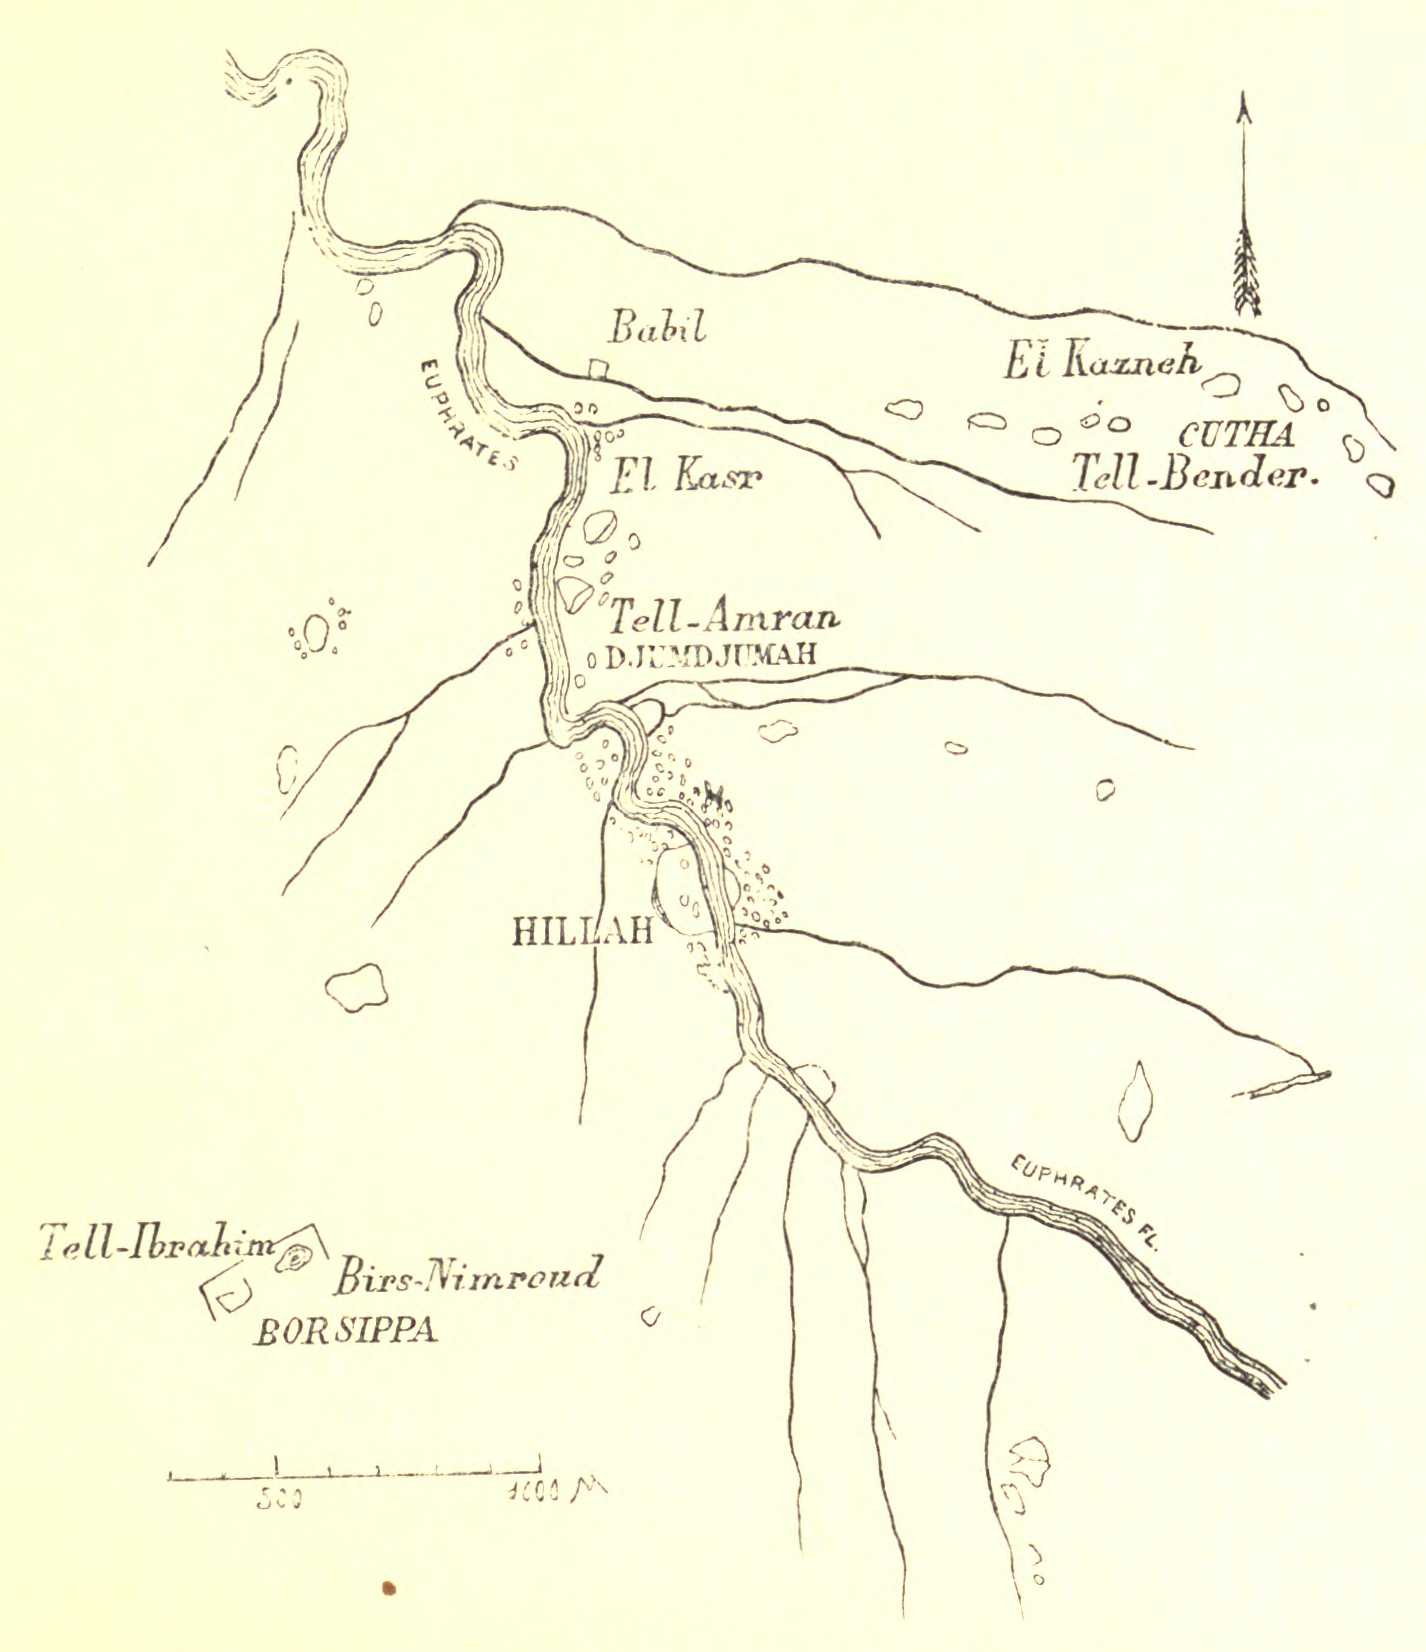 Babil
El Kazneh
EUPHRATES
CUTHA
El Kasr
Tell-Bender.
Tell-Amran
DJUMDJUMAH
HILLAH
EUPHRATES FL.
Tell-Ibrahim
Birs-Nimroud
BORSIPPA
500 1000 M